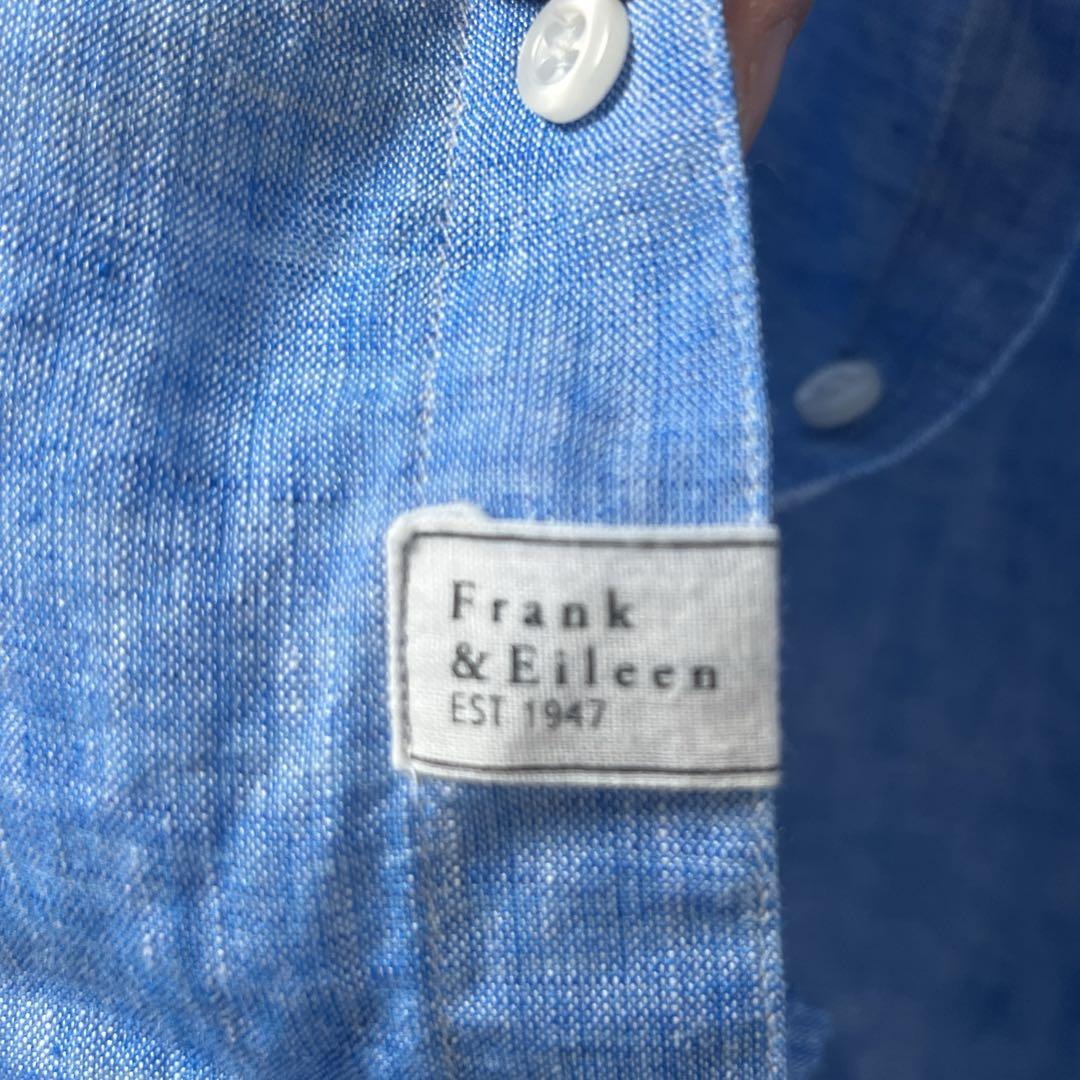 Frank
& Eileen
EST 1947